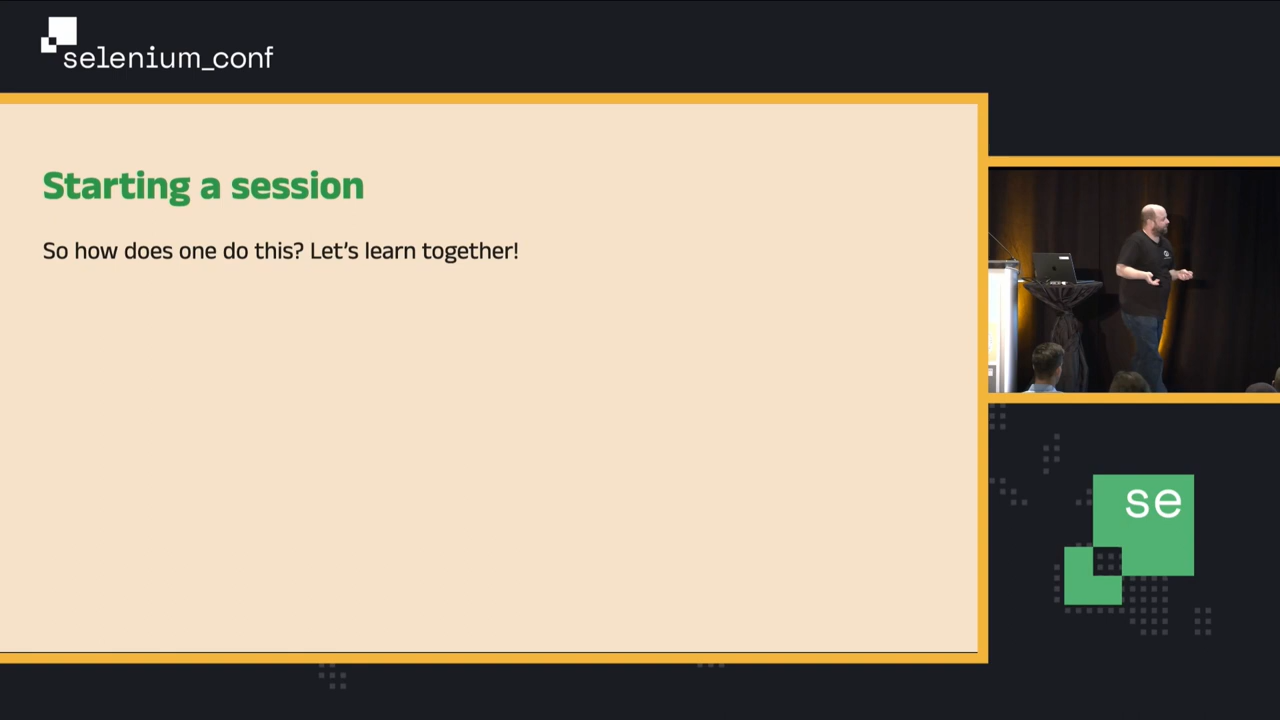 selenium_conf
Starting a session
So how does one do this? Let's learn together!
se